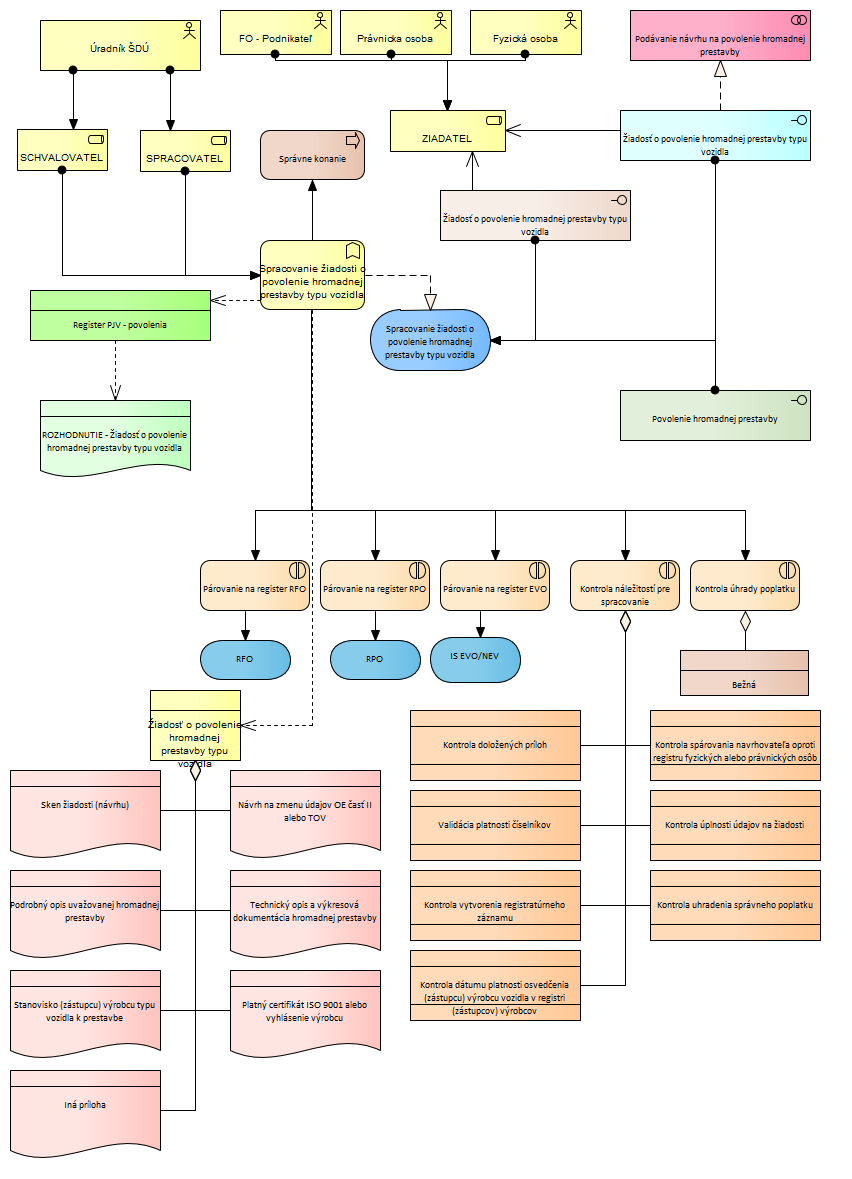 Úradník ŠDÚ
FO - Podnikateľ
Právnicka osoba
Fyzická osoba
Podávanie návrhu na povolenie hromadnej
prestavby
SCHVALOVATEL
SPRACOVATEL
Správne konanie
ZIADATEL
Žiadosť o povolenie hromadnej prestavby typu
vozidla
Žiadosť o povolenie hromadnej prestavby typu
vozidla
Spracovanie žiadosti o
povolenie hromadnej
prestavby typu vozidla
Register PJV - povolenia
Spracovanie žiadosti o
povolenie hromadnej
prestavby typu vozidla
Povolenie hromadnej prestavby
ROZHODNUTIE - Žiadosť o povolenie
hromadnej prestavby typu vozidla
Párovanie na register RFO
Párovanie na register RPO
Párovanie na register EVO
Kontrola náležitostí pre
spracovanie
Kontrola úhrady poplatku
RFO
RPO
IS EVO/NEV
Bežná
Žiadosť o povolenie
hromadnej
prestavby typu
vozidla
Kontrola doložených príloh
Kontrola spárovania navrhovateľa oproti
registru fyzických alebo právnických osôb
Sken žiadosti (návrhu)
Návrh na zmenu údajov OE časť II
alebo TOV
Validácia platnosti číselníkov
Kontrola úplnosti údajov na žiadosti
Podrobný opis uvažovanej hromadnej
prestavby
Technický opis a výkresová
dokumentácia hromadnej prestavby
Kontrola vytvorenia registratúrneho
záznamu
Kontrola uhradenia správneho poplatku
Stanovisko (zástupcu) výrobcu typu
vozidla k prestavbe
Platný certifikát ISO 9001 alebo
vyhlásenie výrobcu
Kontrola dátumu platnosti osvedčenia
(zástupcu) výrobcu vozidla v registri
(zástupcov) výrobcov
Iná príloha